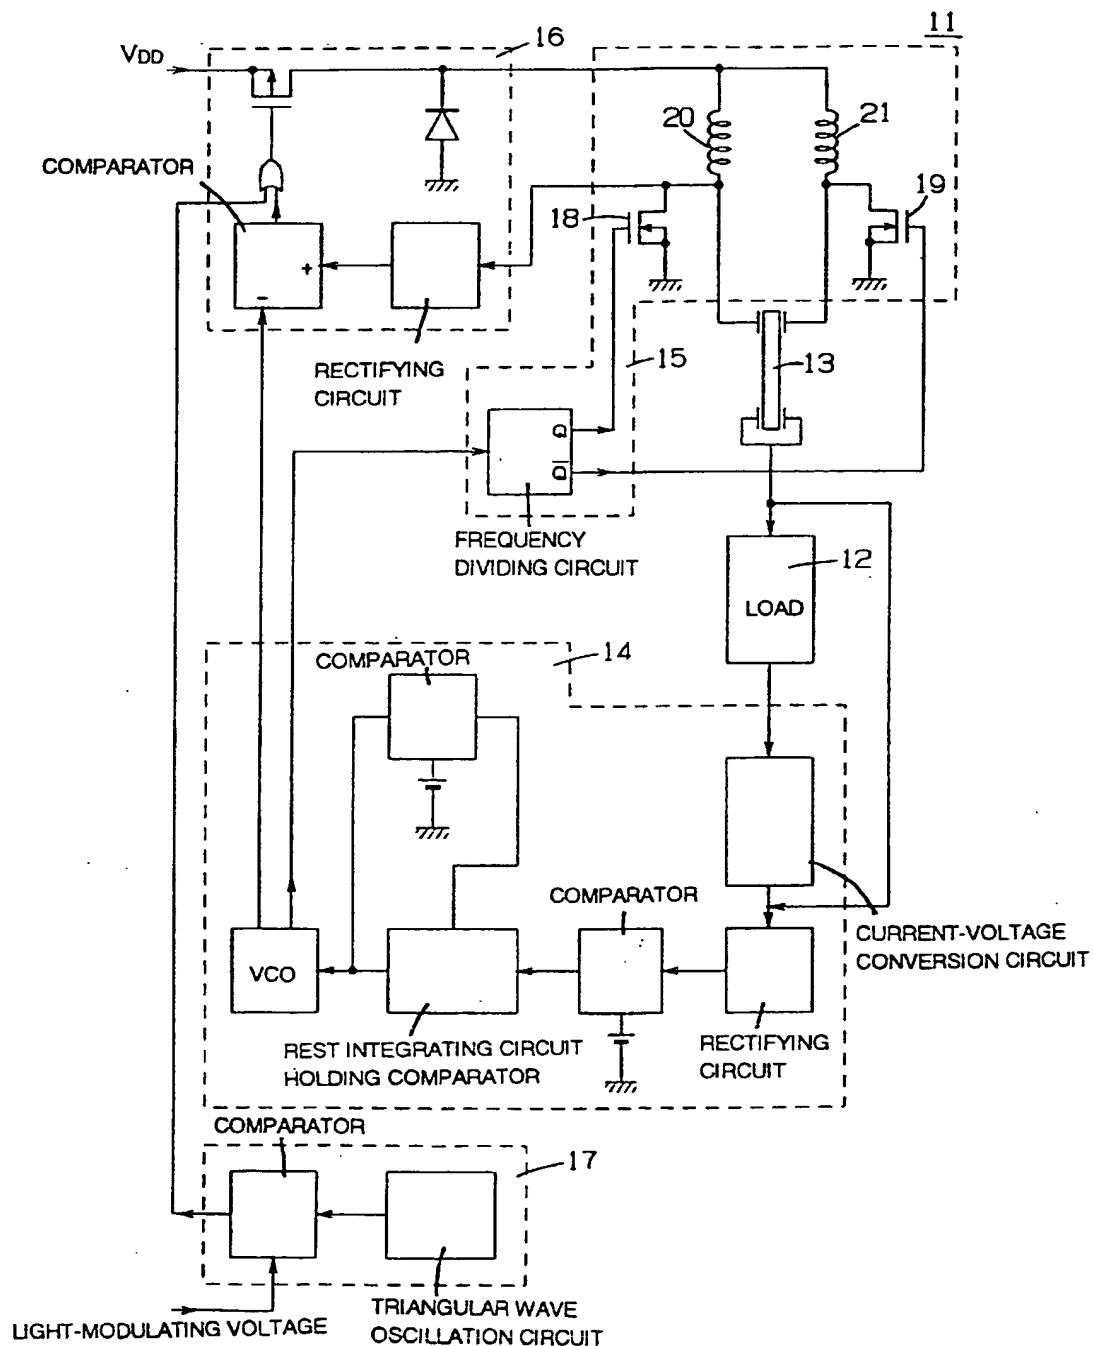 11
16
VDD
20
21
COMPARATOR
18
19
+
−
RECTIFYING
CIRCUIT
15
13
Q
Q̅
FREQUENCY
DIVIDING CIRCUIT
12
LOAD
14
COMPARATOR
COMPARATOR
CURRENT-VOLTAGE
CONVERSION CIRCUIT
VCO
REST INTEGRATING CIRCUIT
HOLDING COMPARATOR
RECTIFYING
CIRCUIT
COMPARATOR
17
LIGHT-MODULATING VOLTAGE
TRIANGULAR WAVE
OSCILLATION CIRCUIT